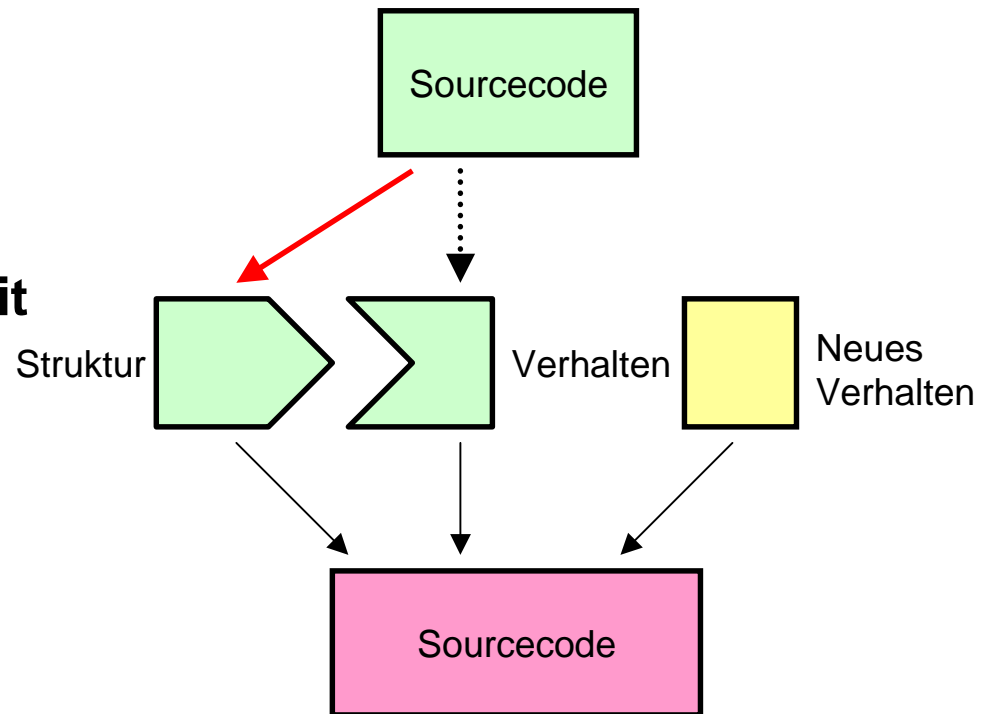 Sourcecode
it
Struktur
Verhalten
Neues
Verhalten
Sourcecode